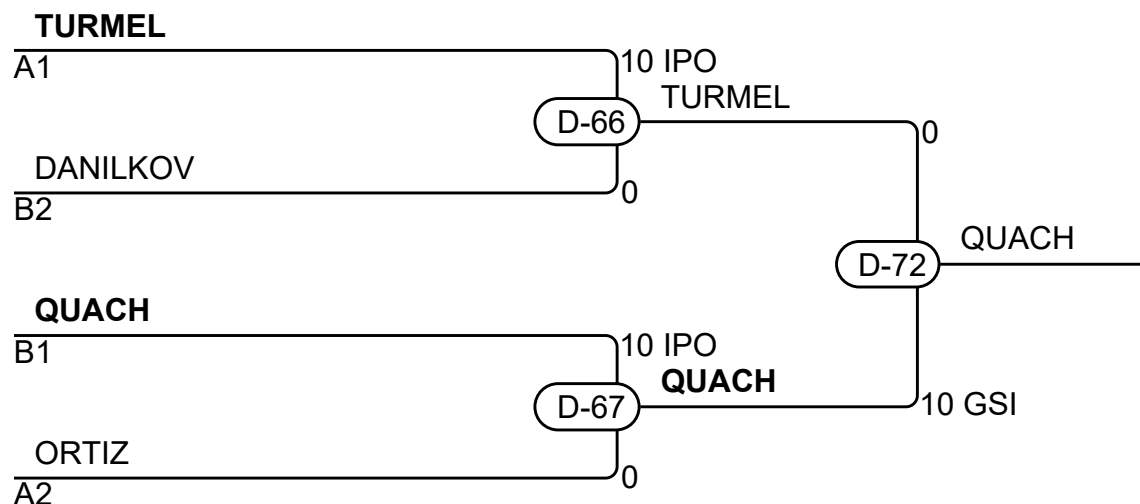 TURMEL
A1
10 IPO
TURMEL
D-66
0
DANILKOV
B2
0
QUACH
D-72
QUACH
B1
10 IPO
QUACH
D-67
10 GSI
ORTIZ
A2
0